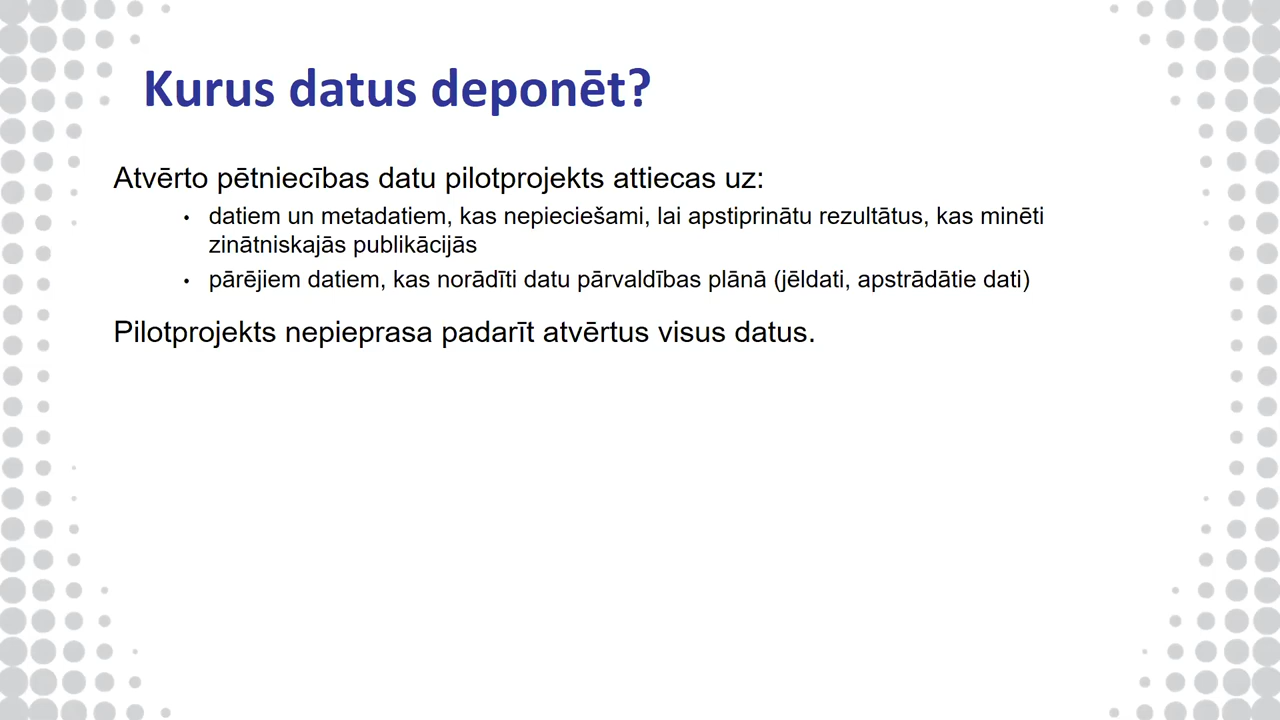 Kurus datus deponēt?
Atvērto pētniecības datu pilotprojekts attiecas uz:
• datiem un metadatiem, kas nepieciešami, lai apstiprinātu rezultātus, kas minēti
zinātniskajās publikācijās
• pārējiem datiem, kas norādīti datu pārvaldības plānā (jēldati, apstrādātie dati)
Pilotprojekts nepieprasa padarīt atvērtus visus datus.